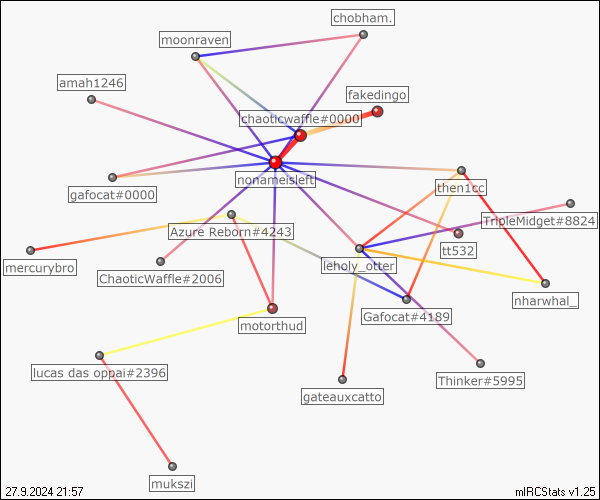 chobham.
moonraven
amah1246
fakedingo
chaoticwaffle#0000
nonameisleft
gafocat#0000
then1cc
TripleMidget#8824
Azure Reborn#4243
tt532
mercurybro
ChaoticWaffle#2006
leholy_otter
nharwhal_
Gafocat#4189
motorthud
lucas das oppai#2396
Thinker#5995
gateauxcatto
mukszi
27.9.2024 21:57
mIRCStats v1.25